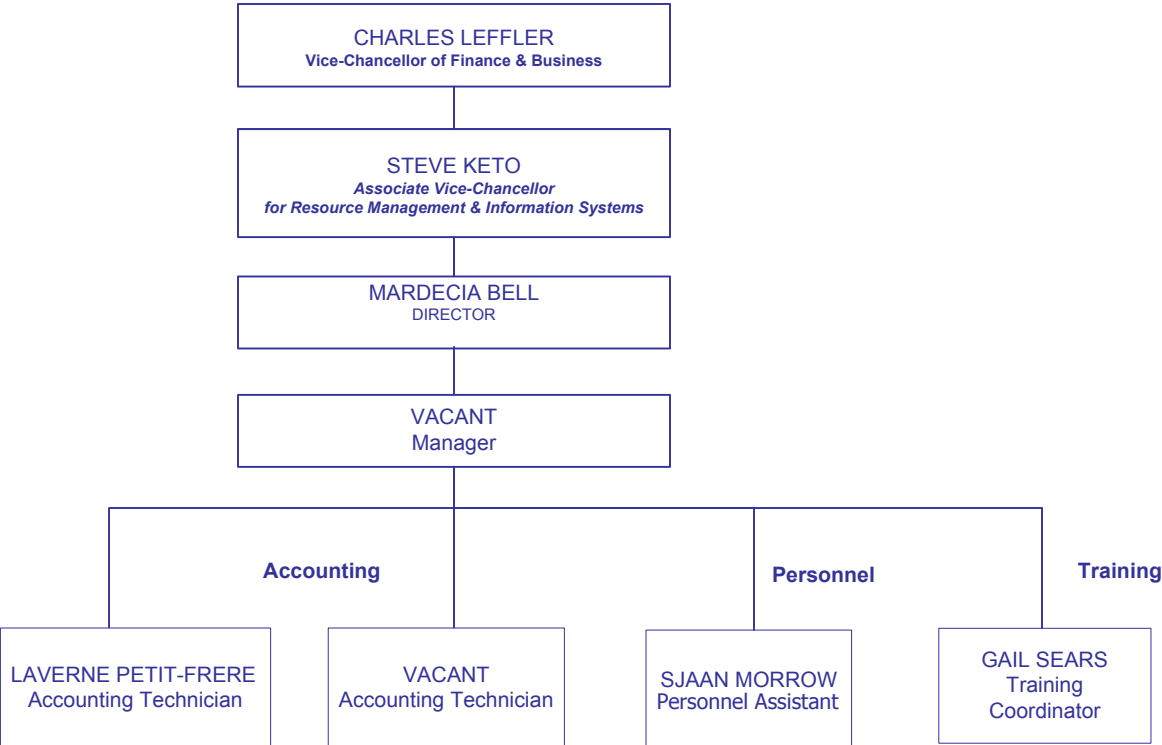 CHARLES LEFFLER
Vice-Chancellor of Finance & Business
STEVE KETO
Associate Vice-Chancellor
for Resource Management & Information Systems
MARDECIA BELL
DIRECTOR
VACANT
Manager
Accounting
Personnel
Training
LAVERNE PETIT-FRERE
Accounting Technician
VACANT
Accounting Technician
SJAAN MORROW
Personnel Assistant
GAIL SEARS
Training
Coordinator